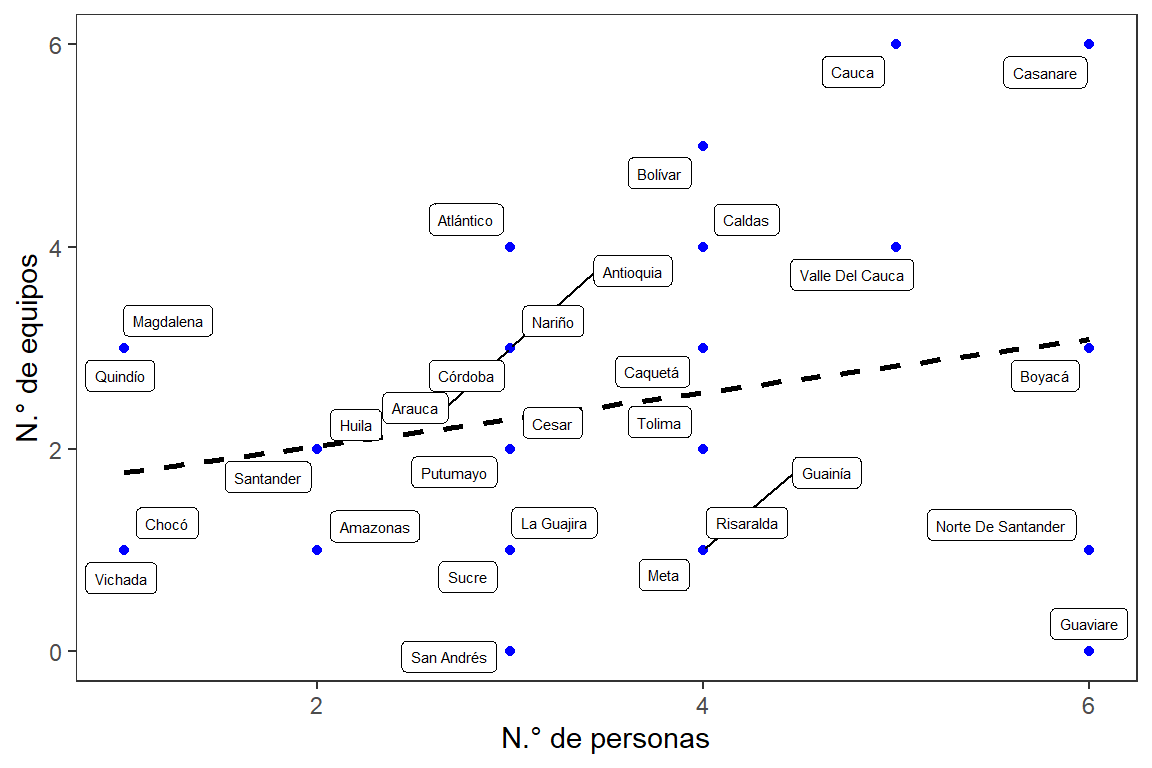 6
Cauca
Casanare
Bolívar
Atlántico
Caldas
4
Antioquia
Valle Del Cauca
Magdalena
Nariño
N.° de equipos
Quindío
Córdoba
Caquetá
Boyacá
Arauca
Huila
Cesar
Tolima
2
Santander
Putumayo
Guainía
Chocó
Amazonas
La Guajira
Risaralda
Norte De Santander
Vichada
Sucre
Meta
Guaviare
0
San Andrés
2
4
6
N.° de personas